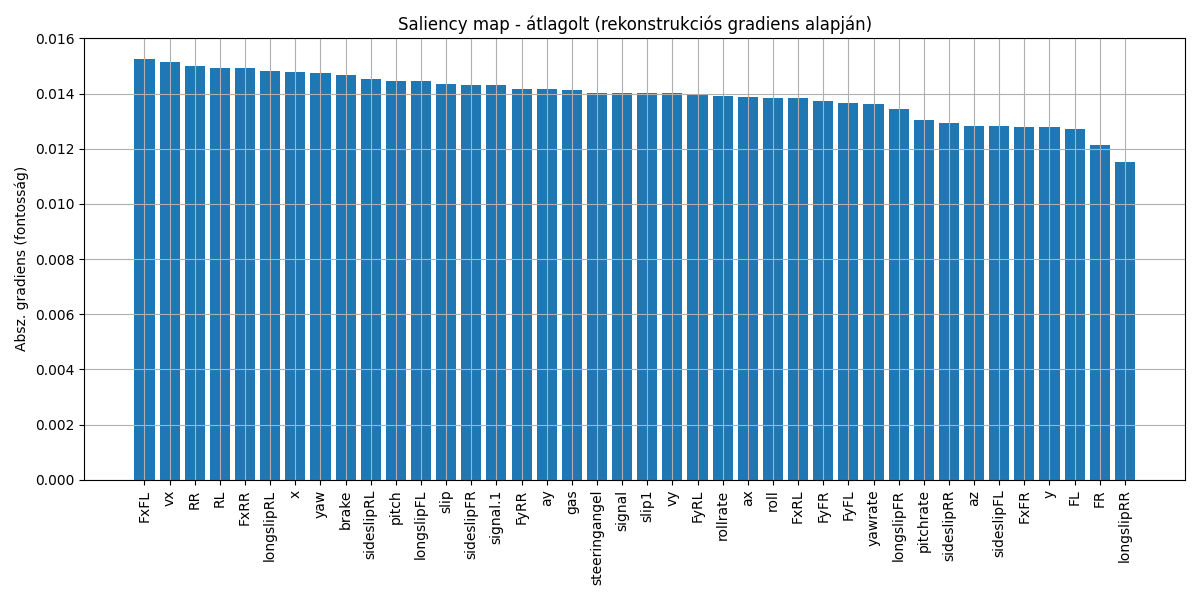 Saliency map - átlagolt (rekonstrukciós gradiens alapján)
Absz. gradiens (fontosság)
0.016
0.014
0.012
0.010
0.008
0.006
0.004
0.002
0.000
FxFL
vx
RR
RL
FxRR
longslipRL
x
yaw
brake
sideslipRL
pitch
longslipFL
slip
sideslipFR
signal.1
FyRR
ay
gas
steeringangel
signal
slip1
vy
FyRL
rollrate
ax
roll
FxRL
FyFR
FyFL
yawrate
longslipFR
pitchrate
sideslipRR
az
sideslipFL
FxFR
y
FL
FR
longslipRR